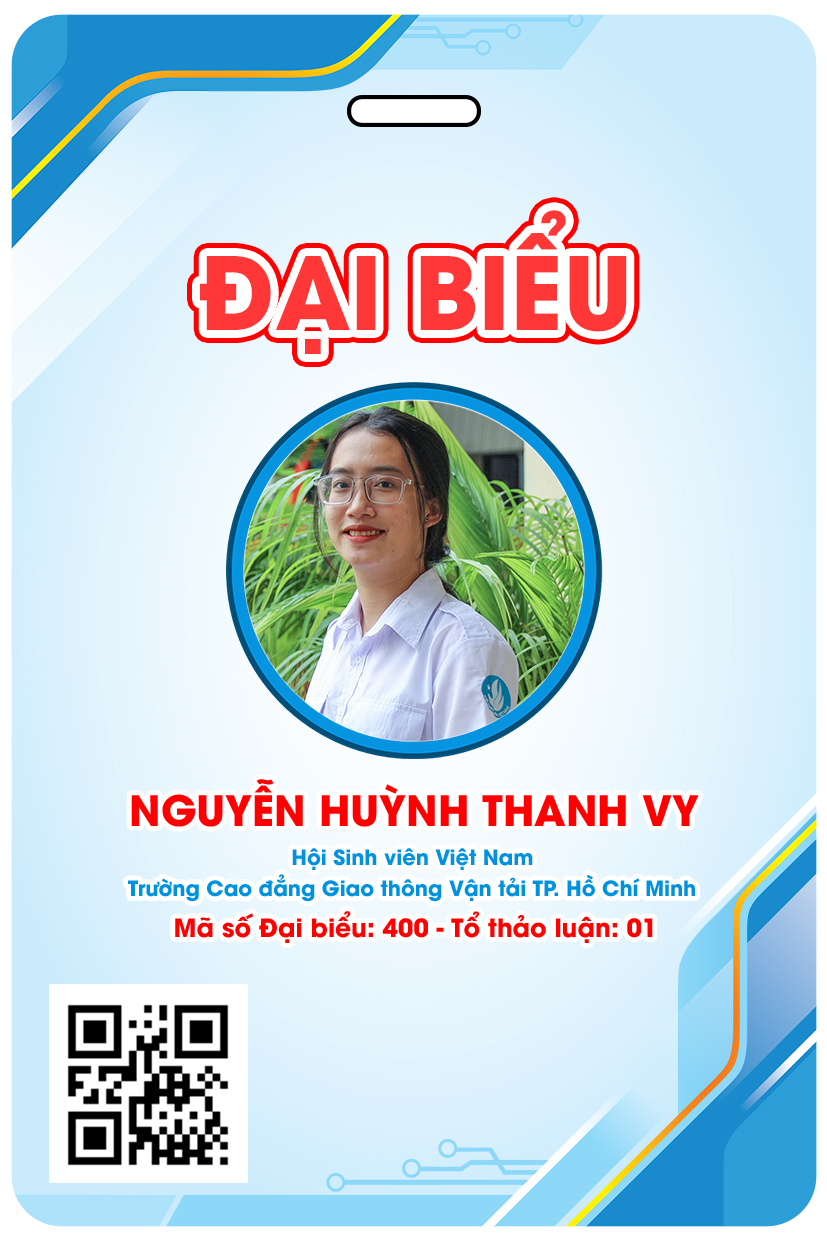 ĐẠI BIỂU
NGUYỄN HUỲNH THANH VY
Hội Sinh viên Việt Nam
Trường Cao đẳng Giao thông Vận tải TP. Hồ Chí Minh
Mã số Đại biểu: 400 - Tổ thảo luận: 01